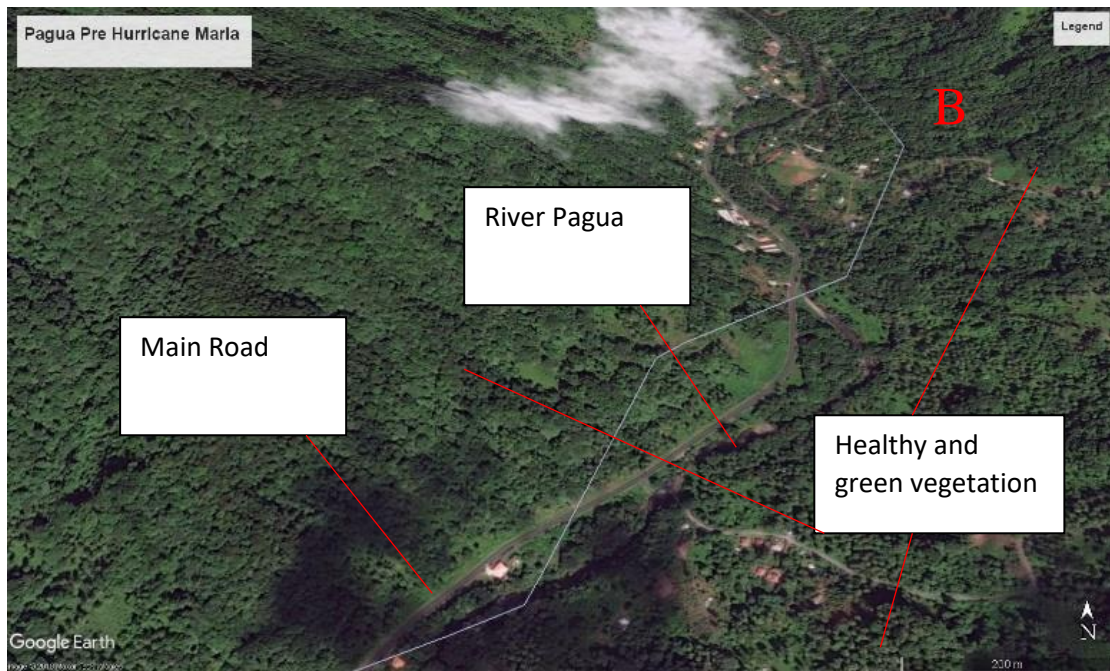 Pagua Pre Hurricane Maria
Legend
B
River Pagua
Main Road
Healthy and
green vegetation
Google Earth
N
200 m